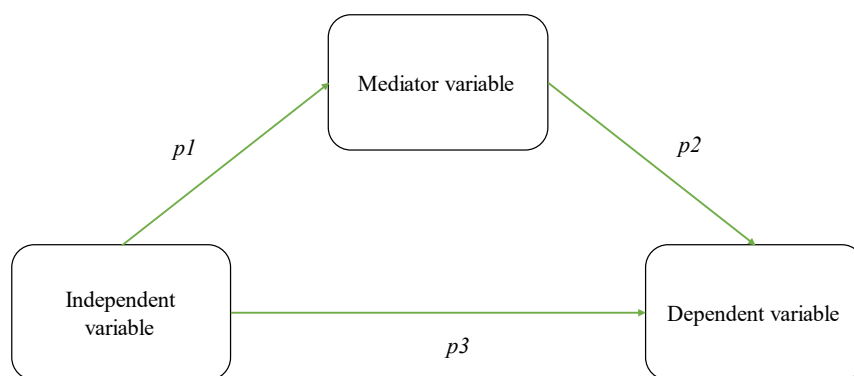 Mediator variable
p1
p2
Independent
variable
Dependent variable
p3